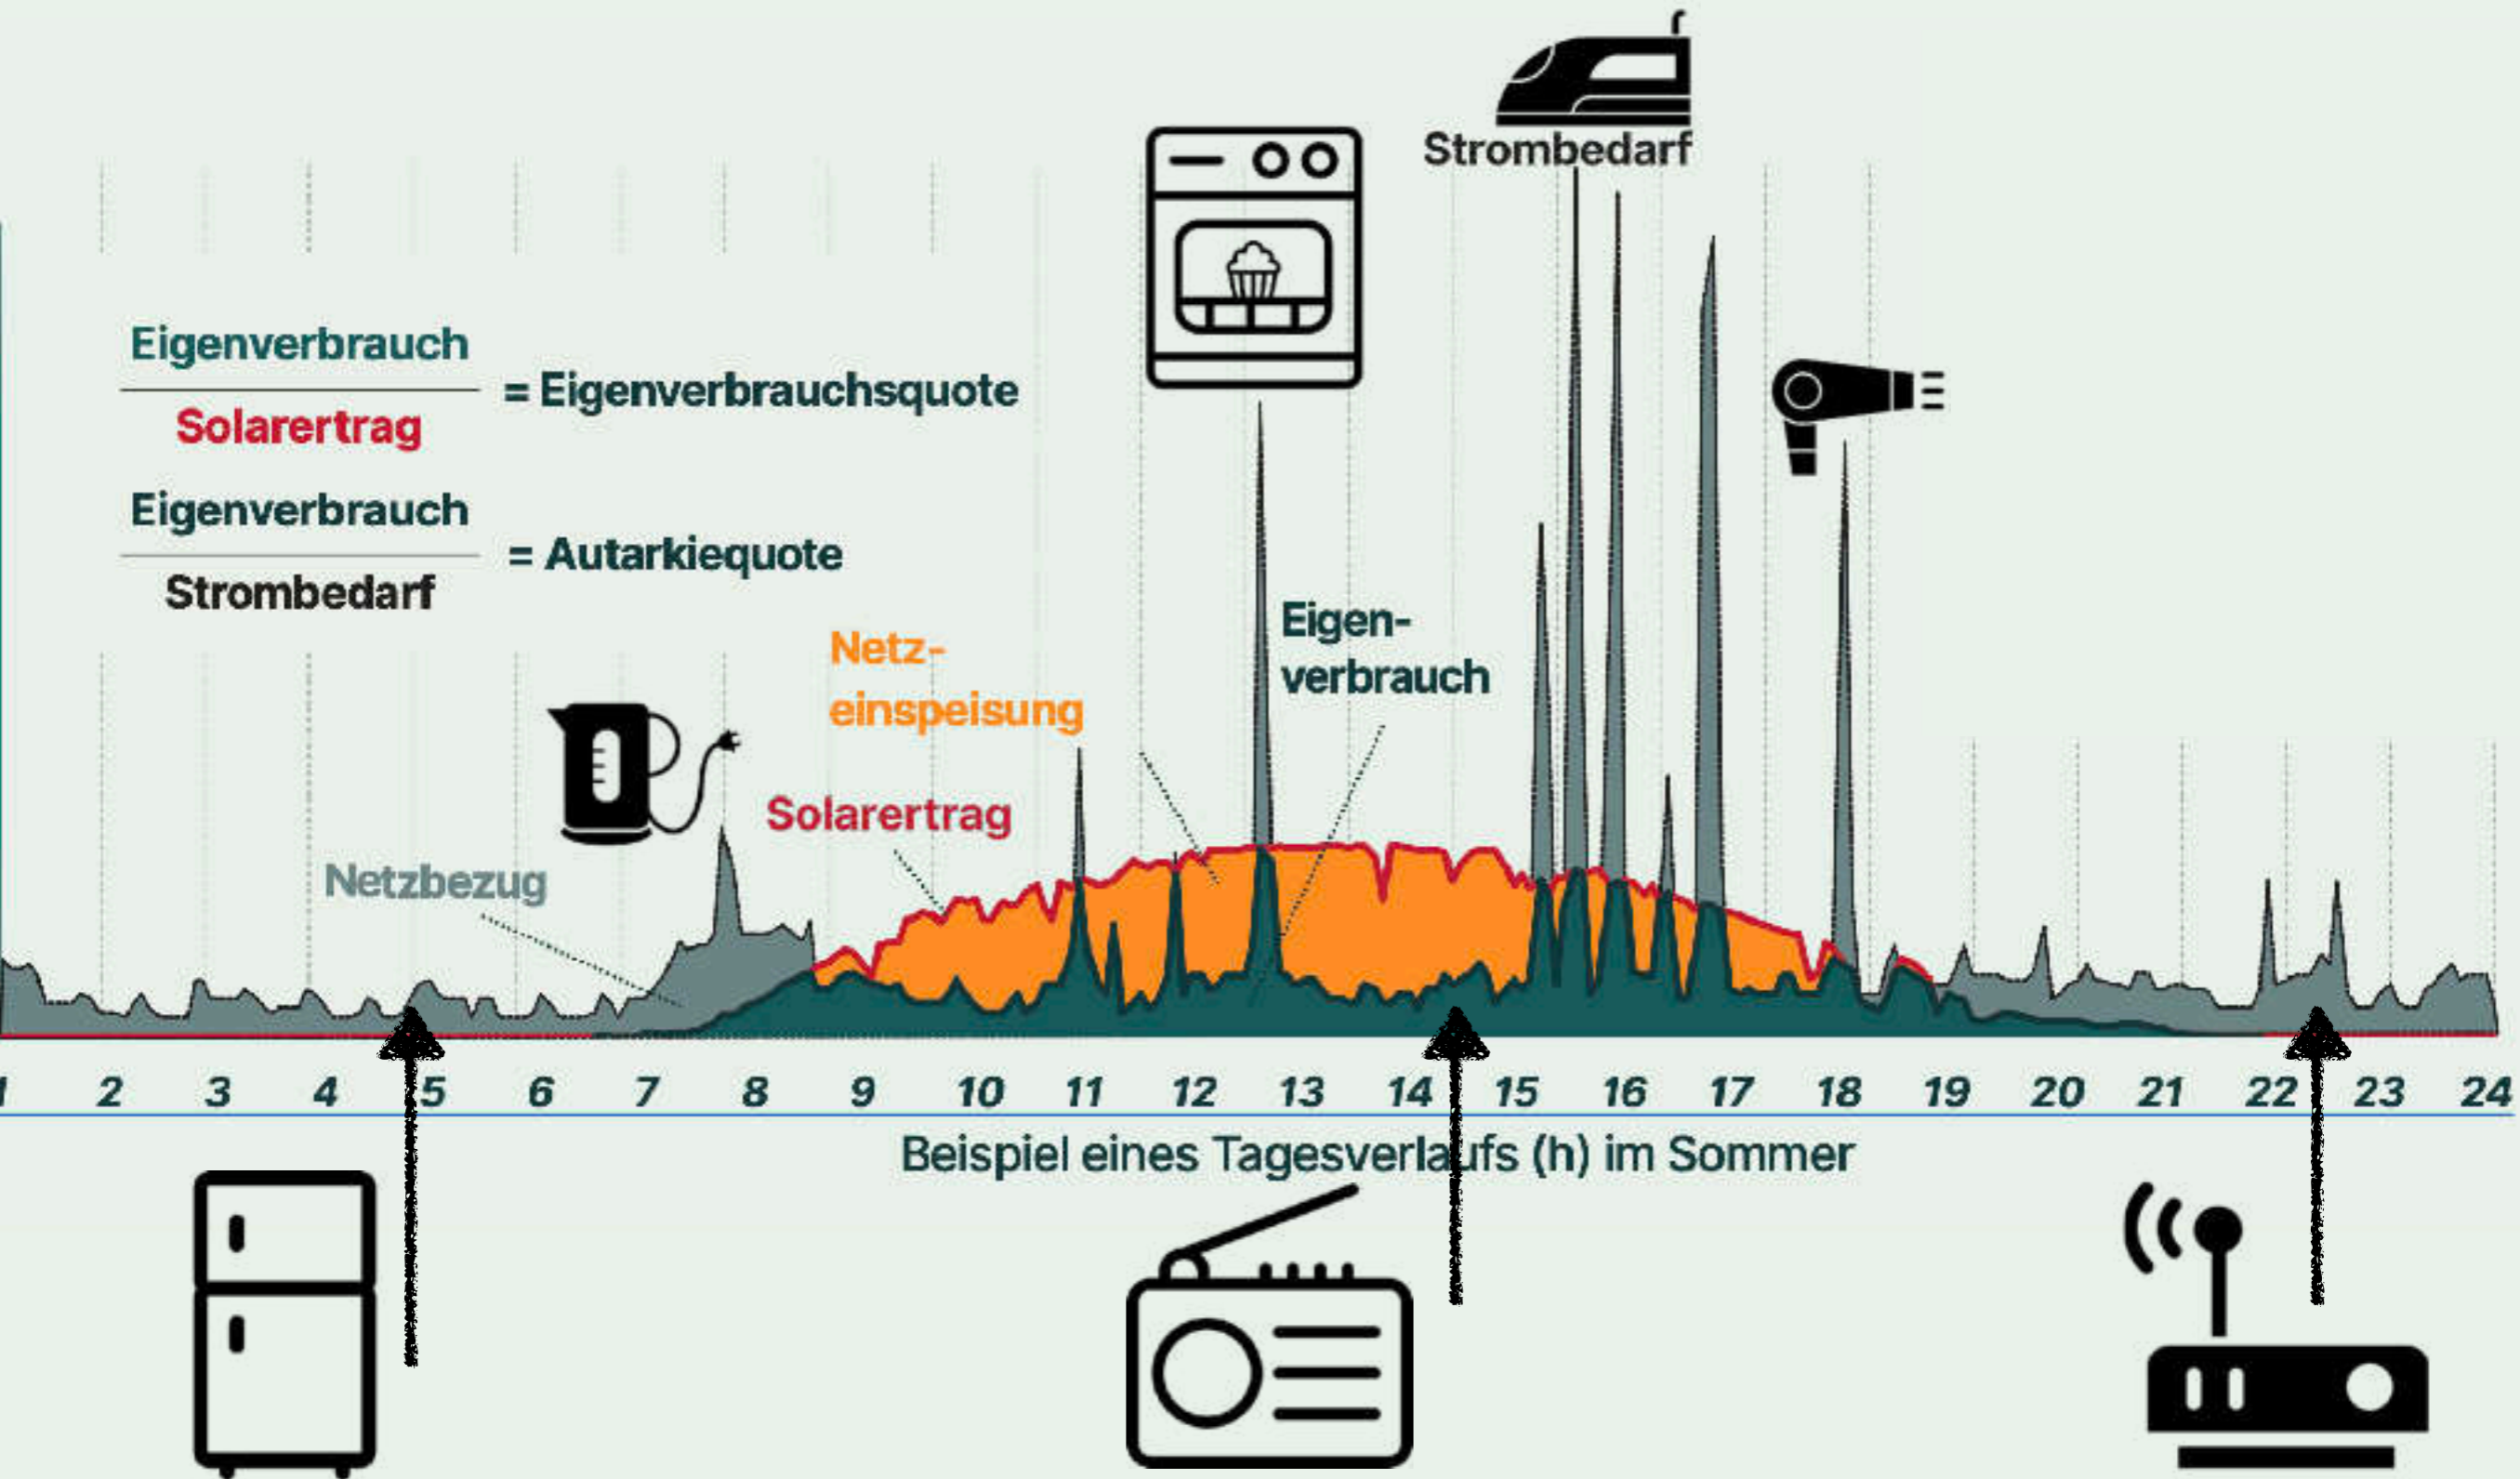 Strombedarf
Eigenverbrauch
= Eigenverbrauchsquote
Solarertrag
Eigenverbrauch
= Autarkiequote
Strombedarf
Netz-
einspeisung
Eigen-
verbrauch
Solarertrag
Netzbezug
1 2 3 4 5 6 7 8 9 10 11 12 13 14 15 16 17 18 19 20 21 22 23 24
Beispiel eines Tagesverlaufs (h) im Sommer